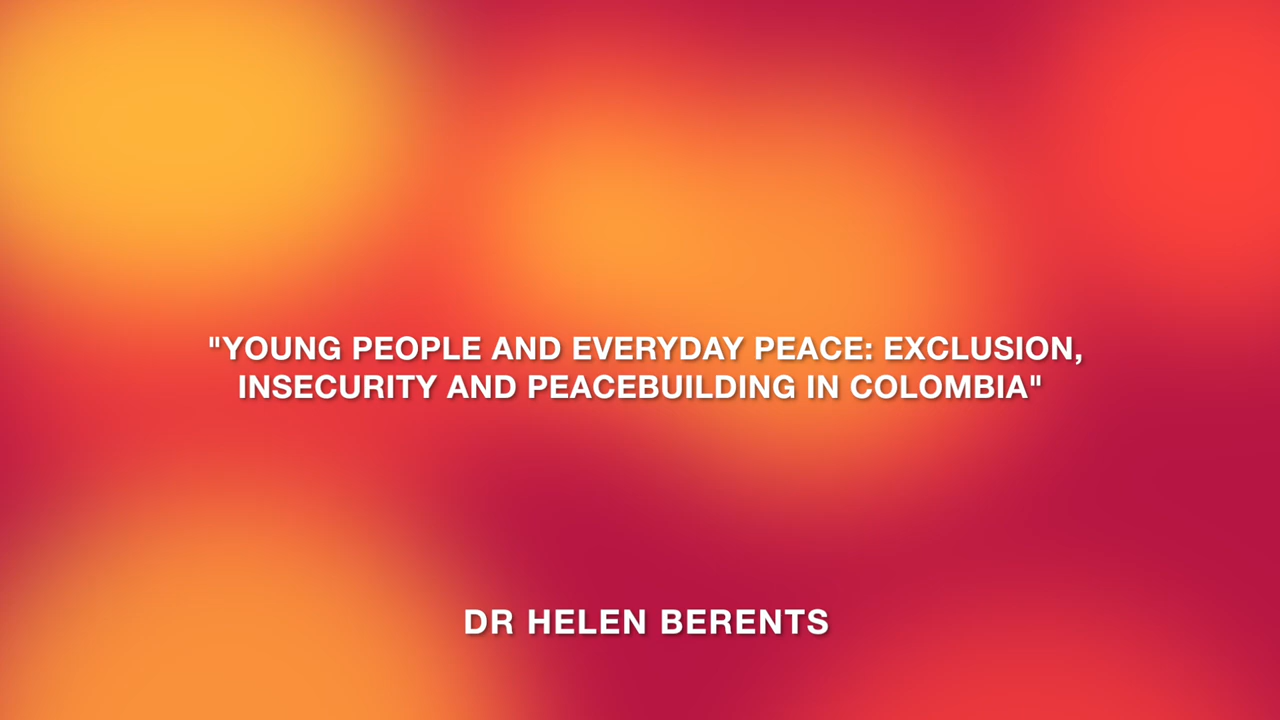 "YOUNG PEOPLE AND EVERYDAY PEACE: EXCLUSION,
INSECURITY AND PEACEBUILDING IN COLOMBIA"
DR HELEN BERENTS